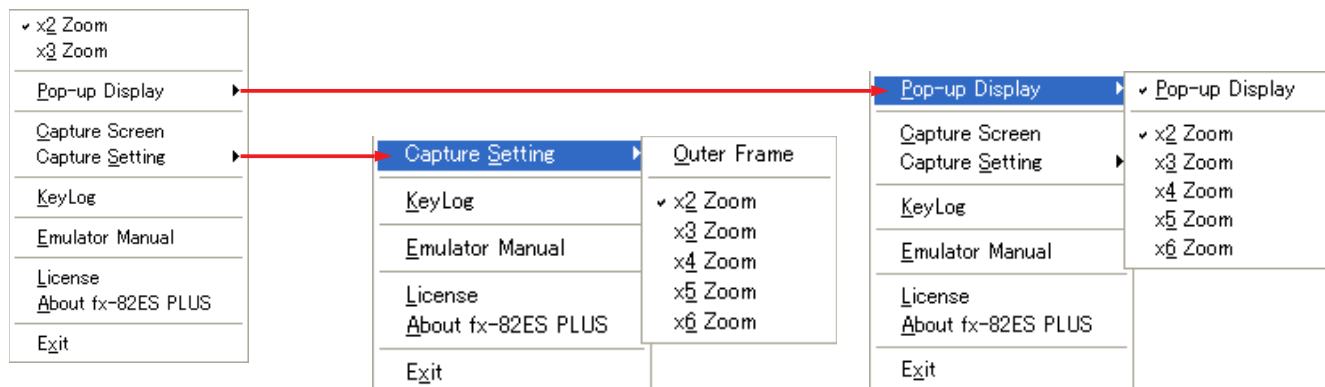 x2 Zoom
x3 Zoom
Pop-up Display
Capture Screen
Capture Setting
KeyLog
Emulator Manual
License
About fx-82ES PLUS
Exit
Capture Setting
KeyLog
Emulator Manual
License
About fx-82ES PLUS
Exit
Outer Frame
x2 Zoom
x3 Zoom
x4 Zoom
x5 Zoom
x6 Zoom
Pop-up Display
Capture Screen
Capture Setting
KeyLog
Emulator Manual
License
About fx-82ES PLUS
Exit
Pop-up Display
x2 Zoom
x3 Zoom
x4 Zoom
x5 Zoom
x6 Zoom